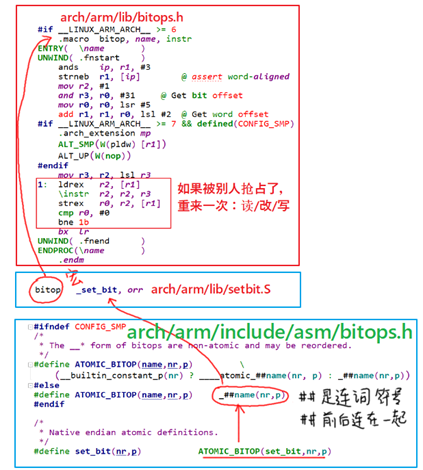 arch/arm/lib/bitops.h
#if __LINUX_ARM_ARCH__ >= 6
.macro bitop, name, instr
ENTRY( \name )
UNWIND( .fnstart )
ands ip, r1, #3
strneb r1, [ip] @ assert word-aligned
mov r2, #1
and r3, r0, #31 @ Get bit offset
mov r0, r0, lsr #5
add r1, r1, r0, lsl #2 @ Get word offset
#if __LINUX_ARM_ARCH__ >= 7 && defined(CONFIG_SMP)
.arch_extension mp
ALT_SMP(W(pldw) [r1])
ALT_UP(W(nop))
#endif
mov r3, r2, lsl r3
1: ldrex r2, [r1]
\instr r2, r2, r3
strex r0, r2, [r1]
cmp r0, #0
bne 1b
bx lr
UNWIND( .fnend )
ENDPROC(\name )
.endm
如果被别人抢占了，
重来一次：读/改/写
bitop _set_bit, orr arch/arm/lib/setbit.S
#ifndef CONFIG_SMP arch/arm/include/asm/bitops.h
/*
* The __* form of bitops are non-atomic and may be reordered.
*/
#define ATOMIC_BITOP(name,nr,p) \
(__builtin_constant_p(nr) ? ____atomic_##name(nr, p) : _##name(nr,p))
#else
#define ATOMIC_BITOP(name,nr,p) _##name(nr,p)
#endif
## 是连词符号
## 前后连在一起
/*
* Native endian atomic definitions.
*/
#define set_bit(nr,p) ATOMIC_BITOP(set_bit,nr,p)